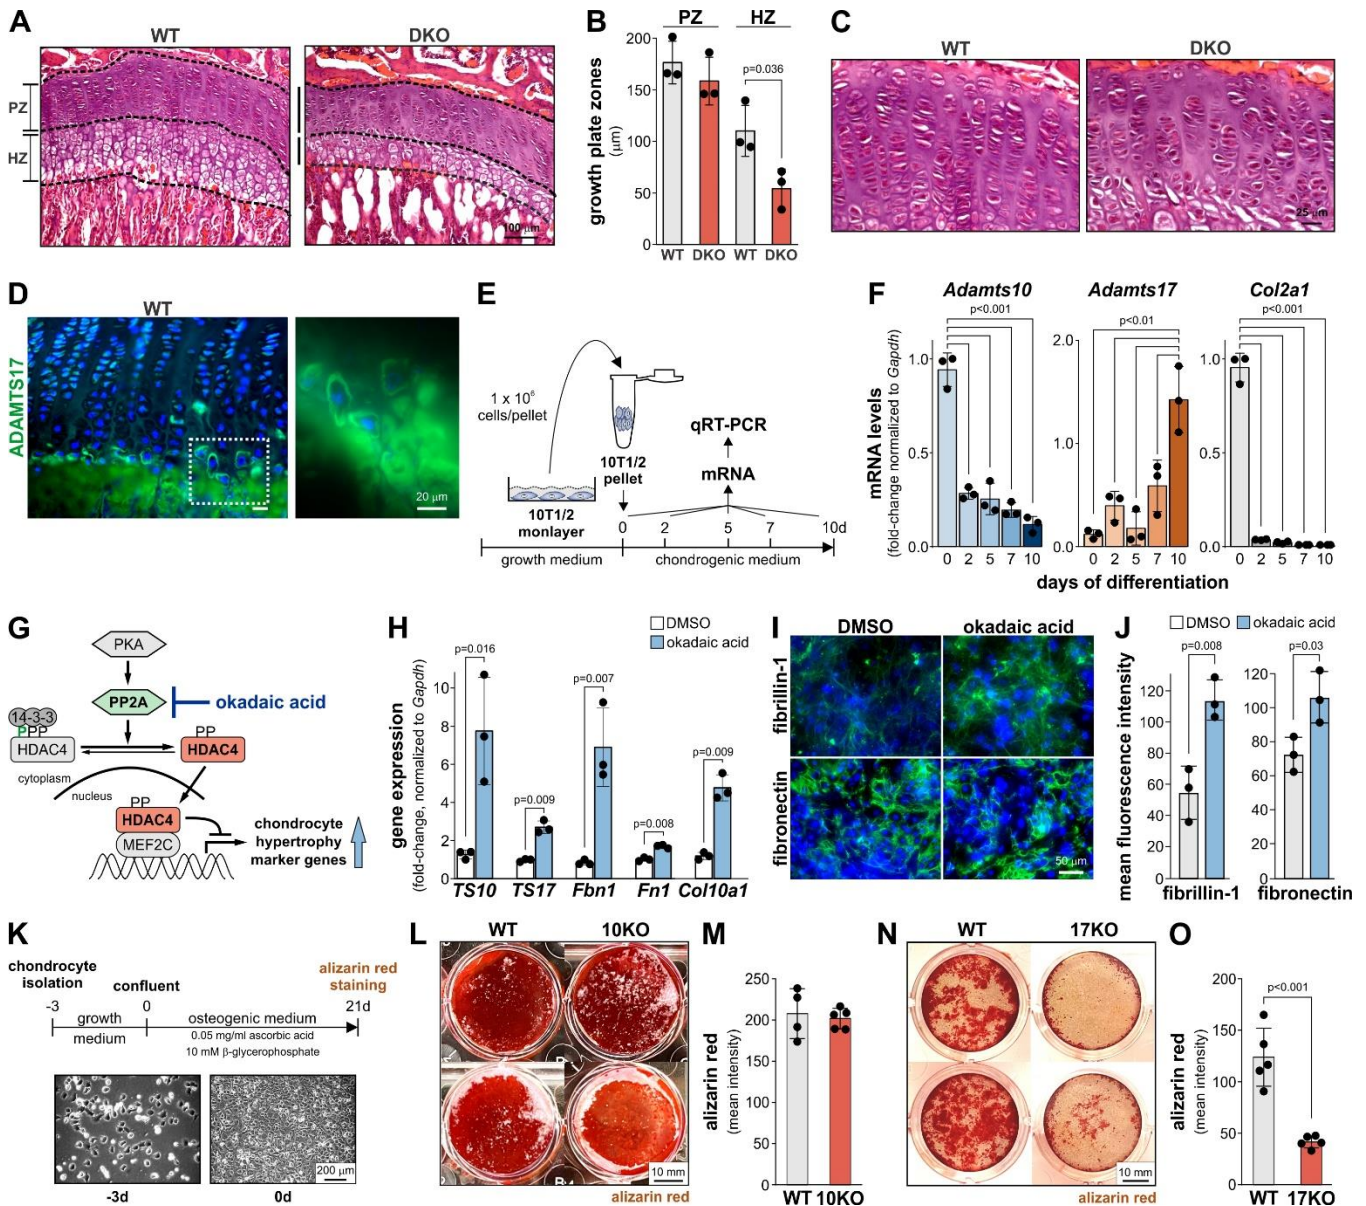 A
WT
DKO
PZ
HZ
100 μm
B
PZ HZ
growth plate zones
(μm)
200
150
100
50
0
p=0.036
WT DKO WT DKO
C
WT
DKO
25 μm
D
WT
ADAMTS17
20 μm
E
1 x 10⁶
cells/pellet
10T1/2
pellet
10T1/2
monlayer
qRT-PCR
mRNA
0 2 5 7 10d
growth medium
chondrogenic medium
F
Adamts10 Adamts17 Col2a1
p<0.001
p<0.01
p<0.001
mRNA levels
(fold-change normalized to Gapdh)
1.0
0.5
0.0
2.0
1.0
0.0
1.0
0.5
0.0
0 2 5 7 10
0 2 5 7 10
0 2 5 7 10
days of differentiation
G
PKA
PP2A
okadaic acid
14-3-3
PPP
HDAC4
PP
HDAC4
cytoplasm
nucleus
PP
HDAC4
MEF2C
chondrocyte
hypertrophy
marker genes
H
DMSO
okadaic acid
gene expression
(fold-change, normalized to Gapdh)
10
8
6
4
2
0
p=0.016
p=0.009
p=0.007
p=0.008
p=0.009
TS10 TS17 Fbn1 Fn1 Col10a1
I
DMSO okadaic acid
fibrillin-1
fibronectin
50 μm
J
DMSO okadaic acid
mean fluorescence intensity
p=0.008
p=0.03
120
100
80
60
40
20
0
140
120
100
80
60
40
20
0
fibrillin-1 fibronectin
K
chondrocyte
isolation
confluent
alizarin red
staining
-3 0 21d
growth
medium
osteogenic medium
0.05 mg/ml ascorbic acid
10 mM β-glycerophosphate
200 μm
-3d 0d
L
WT 10KO
10 mm
alizarin red
M
alizarin red
(mean intensity)
250
200
150
100
50
0
WT 10KO
N
WT 17KO
10 mm
alizarin red
O
alizarin red
(mean intensity)
200
150
100
50
0
p<0.001
WT 17KO